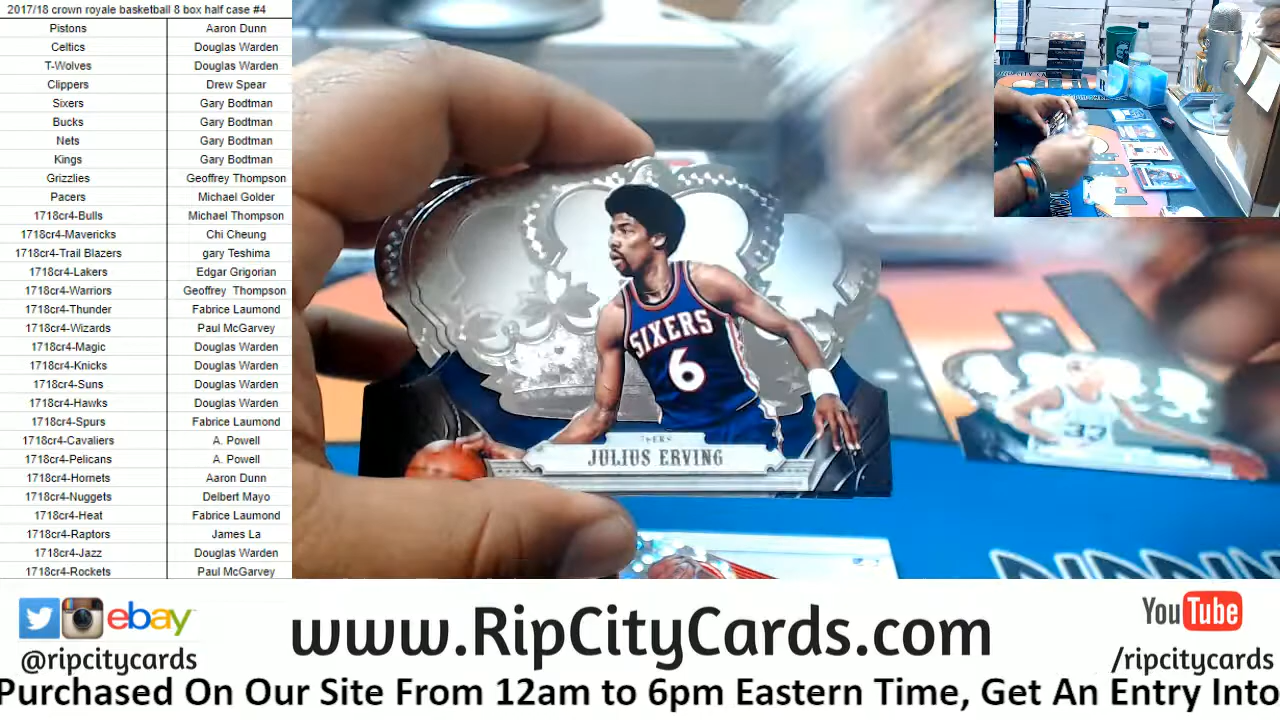 2017/18 crown royale basketball 8 box half case #4
Pistons Aaron Dunn
Celtics Douglas Warden
T-Wolves Douglas Warden
Clippers Drew Spear
Sixers Gary Bodtman
Bucks Gary Bodtman
Nets Gary Bodtman
Kings Gary Bodtman
Grizzlies Geoffrey Thompson
Pacers Michael Golder
1718cr4-Bulls Michael Thompson
1718cr4-Mavericks Chi Cheung
1718cr4-Trail Blazers gary Teshima
1718cr4-Lakers Edgar Grigorian
1718cr4-Warriors Geoffrey Thompson
1718cr4-Thunder Fabrice Laumond
1718cr4-Wizards Paul McGarvey
1718cr4-Magic Douglas Warden
1718cr4-Knicks Douglas Warden
1718cr4-Suns Douglas Warden
1718cr4-Hawks Douglas Warden
1718cr4-Spurs Fabrice Laumond
1718cr4-Cavaliers A. Powell
1718cr4-Pelicans A. Powell
1718cr4-Hornets Aaron Dunn
1718cr4-Nuggets Delbert Mayo
1718cr4-Heat Fabrice Laumond
1718cr4-Raptors James La
1718cr4-Jazz Douglas Warden
1718cr4-Rockets Paul McGarvey
SIXERS
6
76ERS
JULIUS ERVING
33
ebay
@ripcitycards
www.RipCityCards.com
YouTube
/ripcitycards
Purchased On Our Site From 12am to 6pm Eastern Time, Get An Entry Into